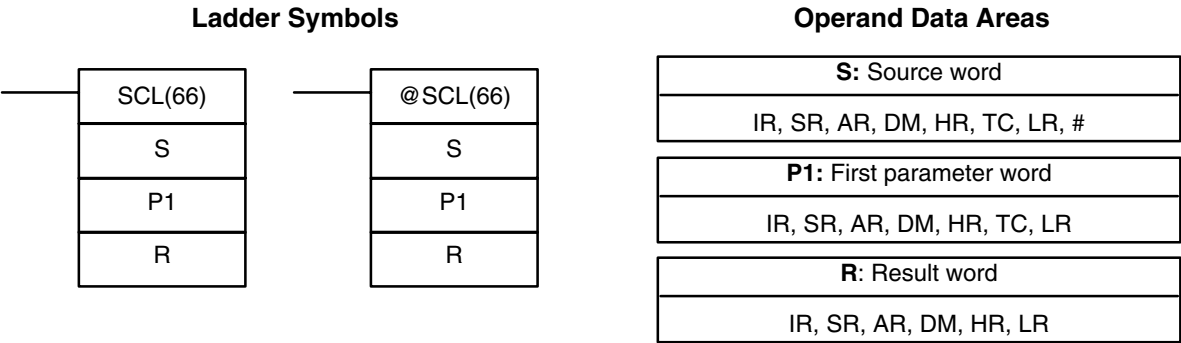 Ladder Symbols
SCL(66)
S
P1
R
@SCL(66)
S
P1
R
Operand Data Areas
S: Source word
IR, SR, AR, DM, HR, TC, LR, #
P1: First parameter word
IR, SR, AR, DM, HR, TC, LR
R: Result word
IR, SR, AR, DM, HR, LR